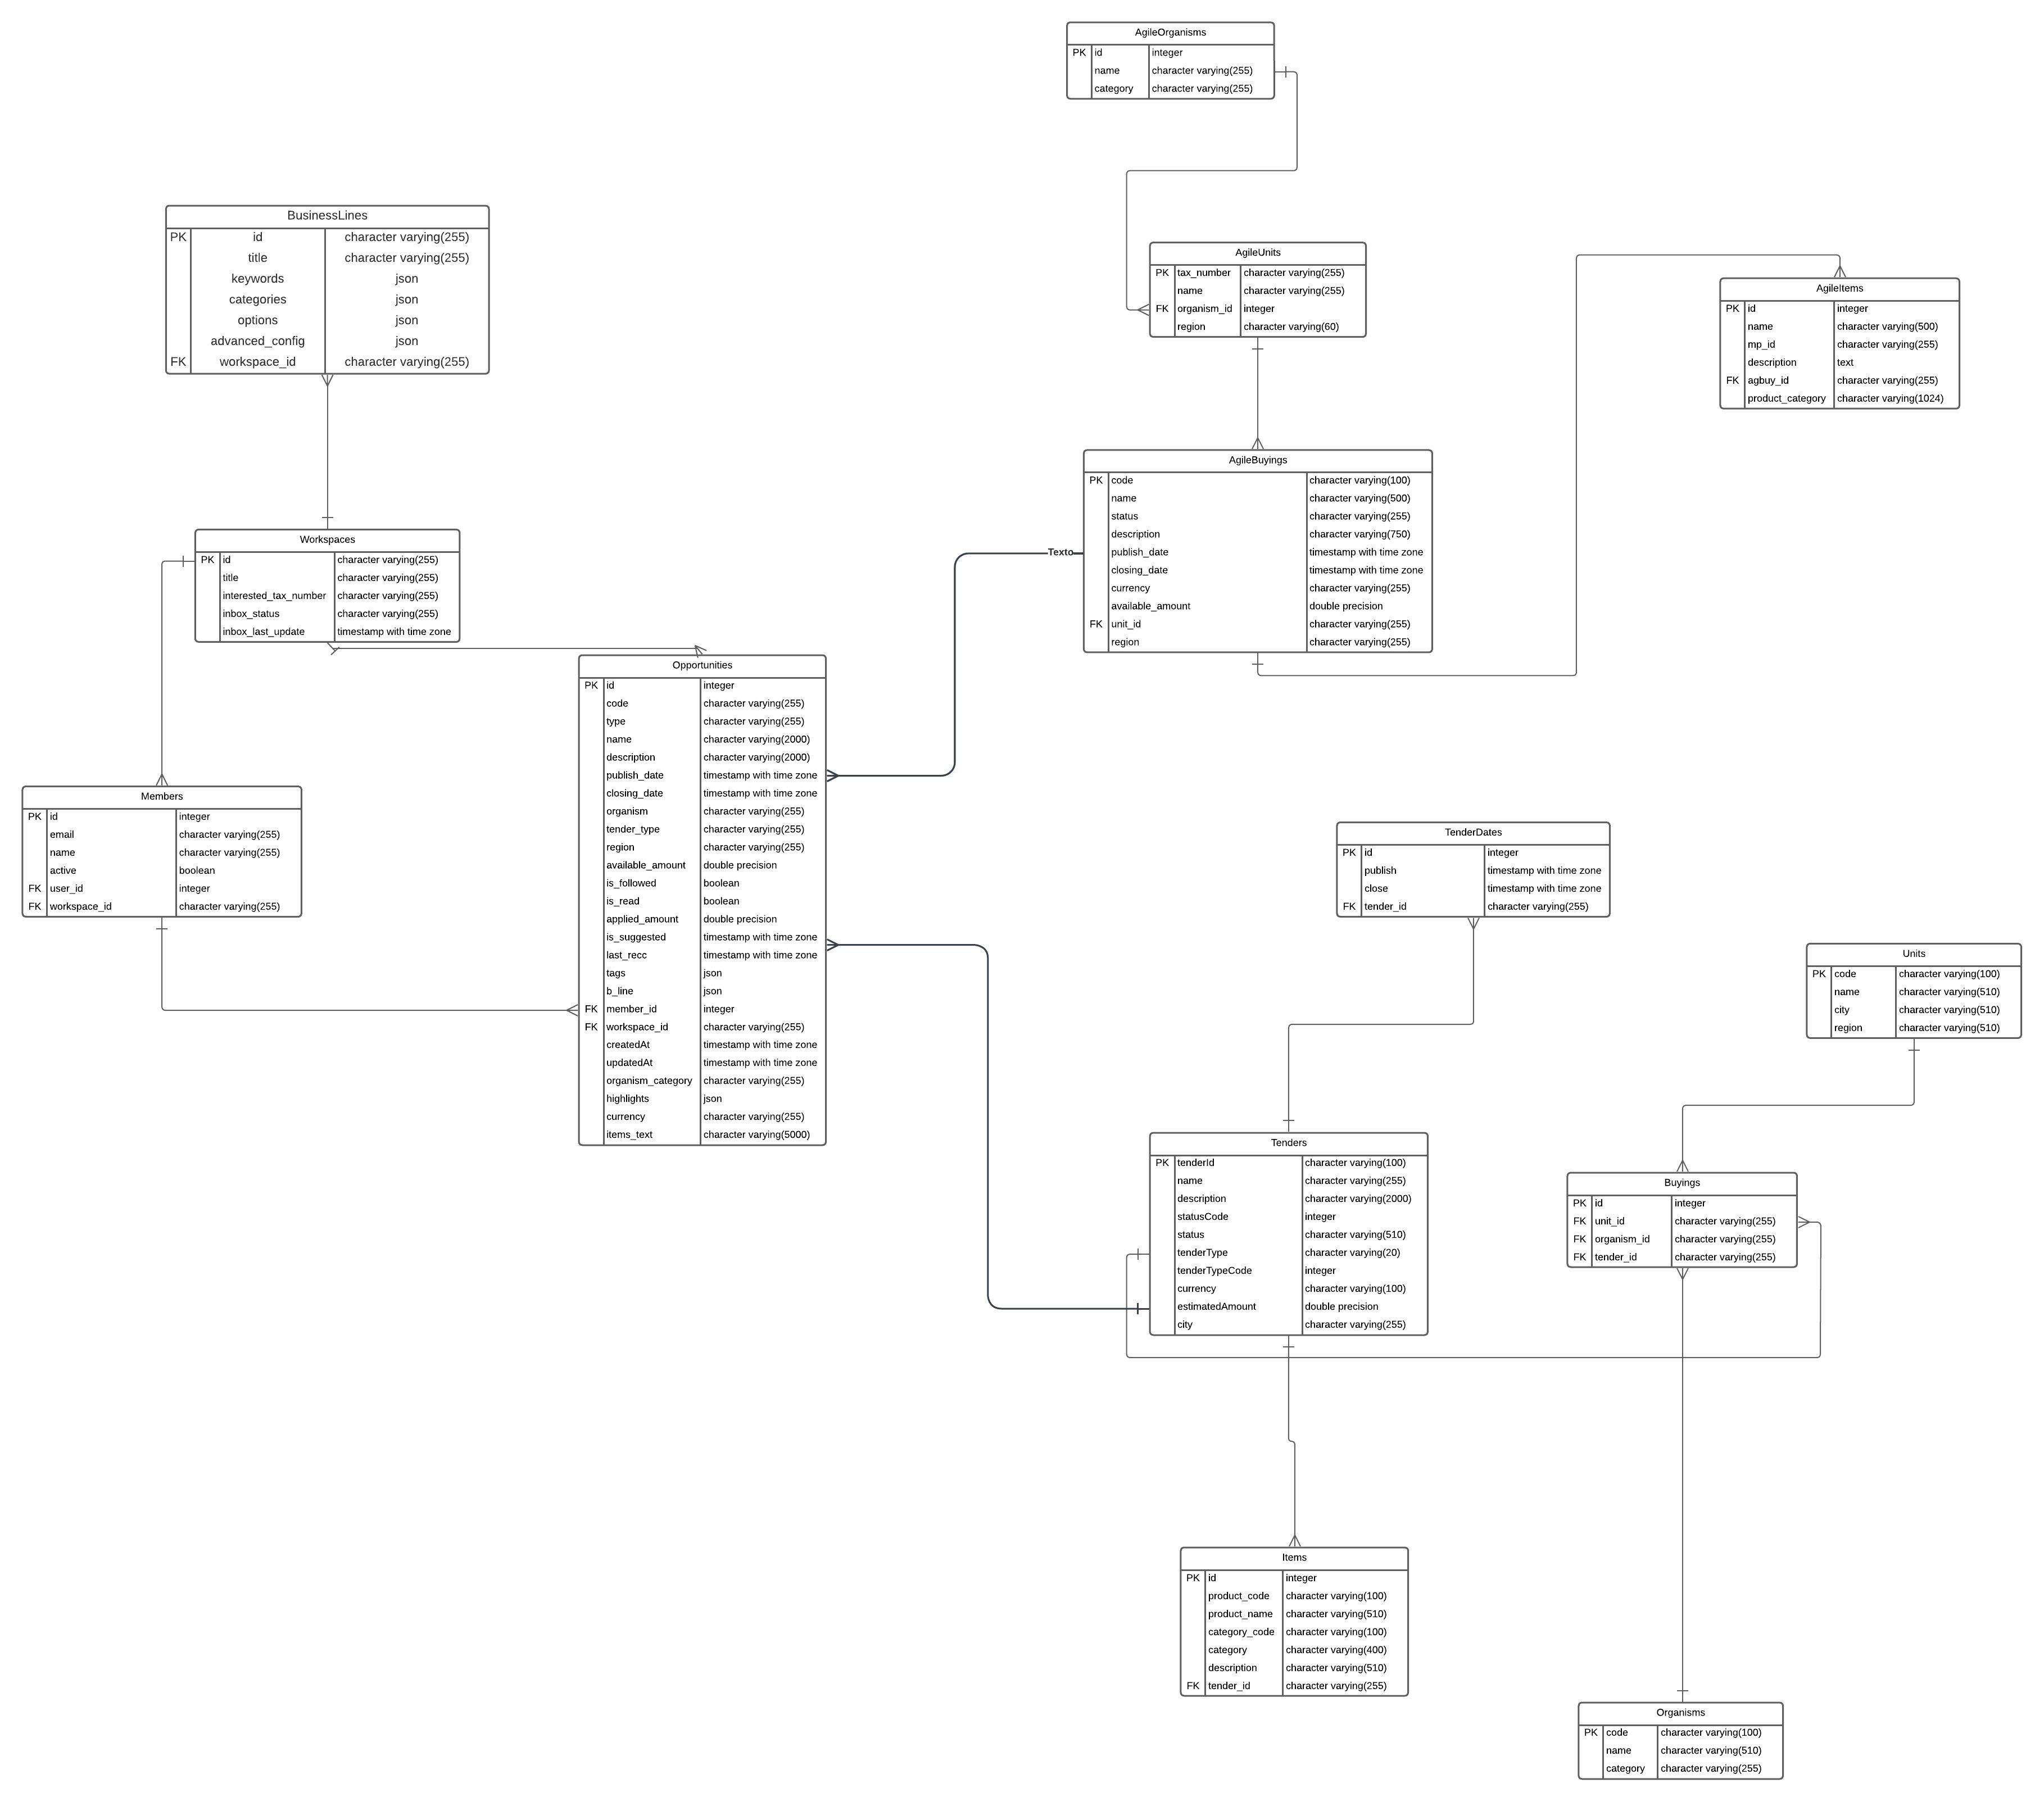 AgileOrganisms
PK id integer
name character varying(255)
category character varying(255)
BusinessLines
PK id character varying(255)
title character varying(255)
keywords json
categories json
options json
advanced_config json
FK workspace_id character varying(255)
AgileUnits
PK tax_number character varying(255)
name character varying(255)
FK organism_id integer
region character varying(60)
AgileItems
PK id integer
name character varying(500)
mp_id character varying(255)
description text
FK agbuy_id character varying(255)
product_category character varying(1024)
AgileBuyings
PK code character varying(100)
name character varying(500)
status character varying(255)
description character varying(750)
publish_date timestamp with time zone
closing_date timestamp with time zone
currency character varying(255)
available_amount double precision
FK unit_id character varying(255)
region character varying(255)
Texto
Workspaces
PK id character varying(255)
title character varying(255)
interested_tax_number character varying(255)
inbox_status character varying(255)
inbox_last_update timestamp with time zone
Opportunities
PK id integer
code character varying(255)
type character varying(255)
name character varying(2000)
description character varying(2000)
publish_date timestamp with time zone
closing_date timestamp with time zone
organism character varying(255)
tender_type character varying(255)
region character varying(255)
available_amount double precision
is_followed boolean
is_read boolean
applied_amount double precision
is_suggested timestamp with time zone
last_recc timestamp with time zone
tags json
b_line json
FK member_id integer
FK workspace_id character varying(255)
createdAt timestamp with time zone
updatedAt timestamp with time zone
organism_category character varying(255)
highlights json
currency character varying(255)
items_text character varying(5000)
Members
PK id integer
email character varying(255)
name character varying(255)
active boolean
FK user_id integer
FK workspace_id character varying(255)
TenderDates
PK id integer
publish timestamp with time zone
close timestamp with time zone
FK tender_id character varying(255)
Units
PK code character varying(100)
name character varying(510)
city character varying(510)
region character varying(510)
Tenders
PK tenderId character varying(100)
name character varying(255)
description character varying(2000)
statusCode integer
status character varying(510)
tenderType character varying(20)
tenderTypeCode integer
currency character varying(100)
estimatedAmount double precision
city character varying(255)
Buyings
PK id integer
FK unit_id character varying(255)
FK organism_id character varying(255)
FK tender_id character varying(255)
Items
PK id integer
product_code character varying(100)
product_name character varying(510)
category_code character varying(100)
category character varying(400)
description character varying(510)
FK tender_id character varying(255)
Organisms
PK code character varying(100)
name character varying(510)
category character varying(255)